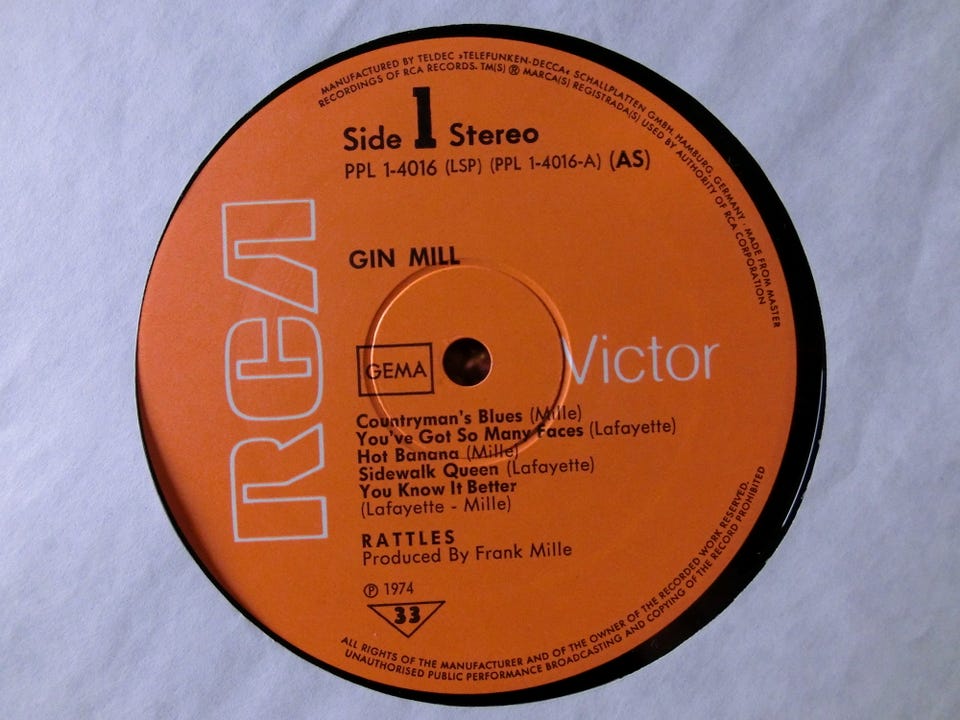 MANUFACTURED BY TELDEC »TELEFUNKEN-DECCA« SCHALLPLATTEN GMBH, HAMBURG, GERMANY · MADE FROM MASTER
RECORDINGS OF RCA RECORDS. TM(S) ® MARCA(S) REGISTRADA(S) USED BY AUTHORITY OF RCA CORPORATION
Side 1 Stereo
PPL 1-4016 (LSP) (PPL 1-4016-A) (AS)
GIN MILL
RCA
Victor
GEMA
Countryman's Blues (Mille)
You've Got So Many Faces (Lafayette)
Hot Banana (Mille)
Sidewalk Queen (Lafayette)
You Know It Better
(Lafayette - Mille)
RATTLES
Produced By Frank Mille
℗ 1974
33
ALL RIGHTS OF THE MANUFACTURER AND OF THE OWNER OF THE RECORDED WORK RESERVED.
UNAUTHORISED PUBLIC PERFORMANCE BROADCASTING AND COPYING OF THE RECORD PROHIBITED